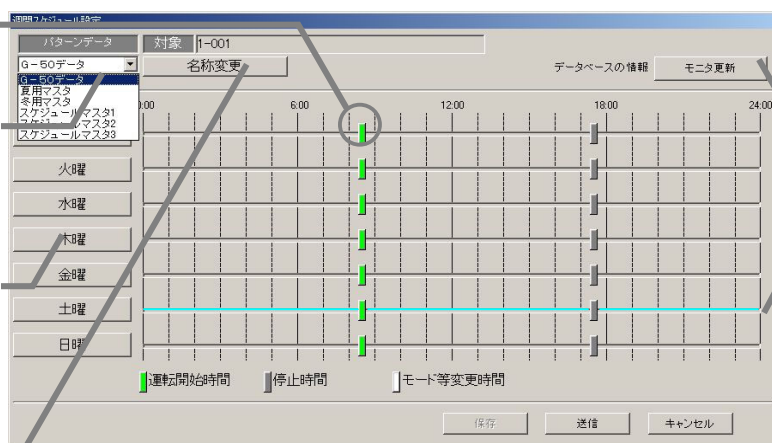 週間スケジュール設定
パターンデータ
対象 1-001
G-50データ
名称変更
データベースの情報 モニタ更新
G-50データ
夏用マスタ
冬用マスタ
スケジュールマスタ1
スケジュールマスタ2
スケジュールマスタ3
0:00 6:00 12:00 18:00 24:00
火曜
水曜
木曜
金曜
土曜
日曜
運転開始時間 停止時間 モード等変更時間
保存 送信 キャンセル